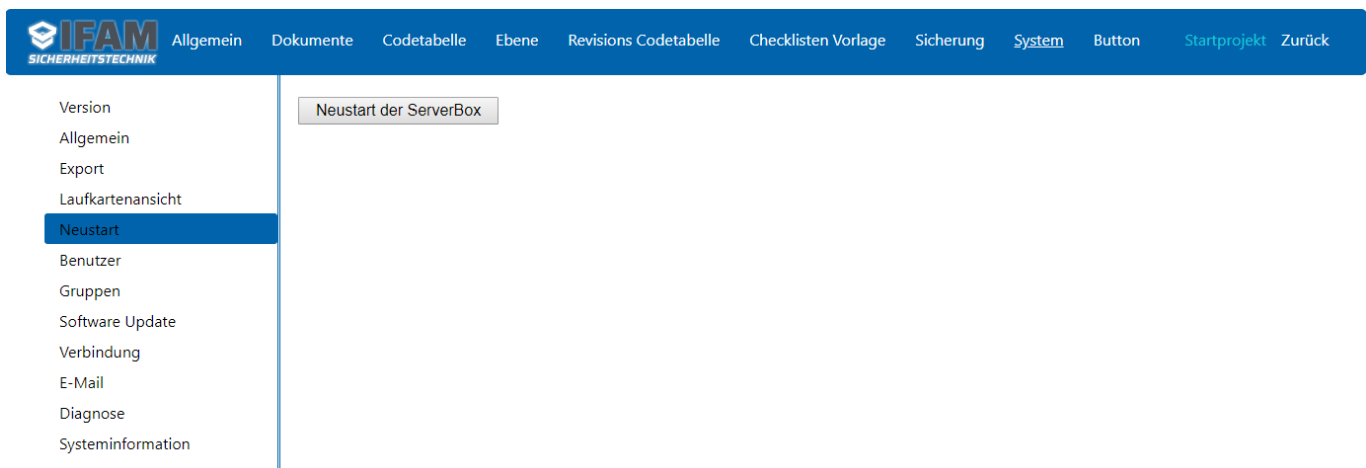 IFAM
SICHERHEITSTECHNIK
Allgemein Dokumente Codetabelle Ebene Revisions Codetabelle Checklisten Vorlage Sicherung System Button Startprojekt Zurück
Neustart der ServerBox
Version
Allgemein
Export
Laufkartenansicht
Neustart
Benutzer
Gruppen
Software Update
Verbindung
E-Mail
Diagnose
Systeminformation